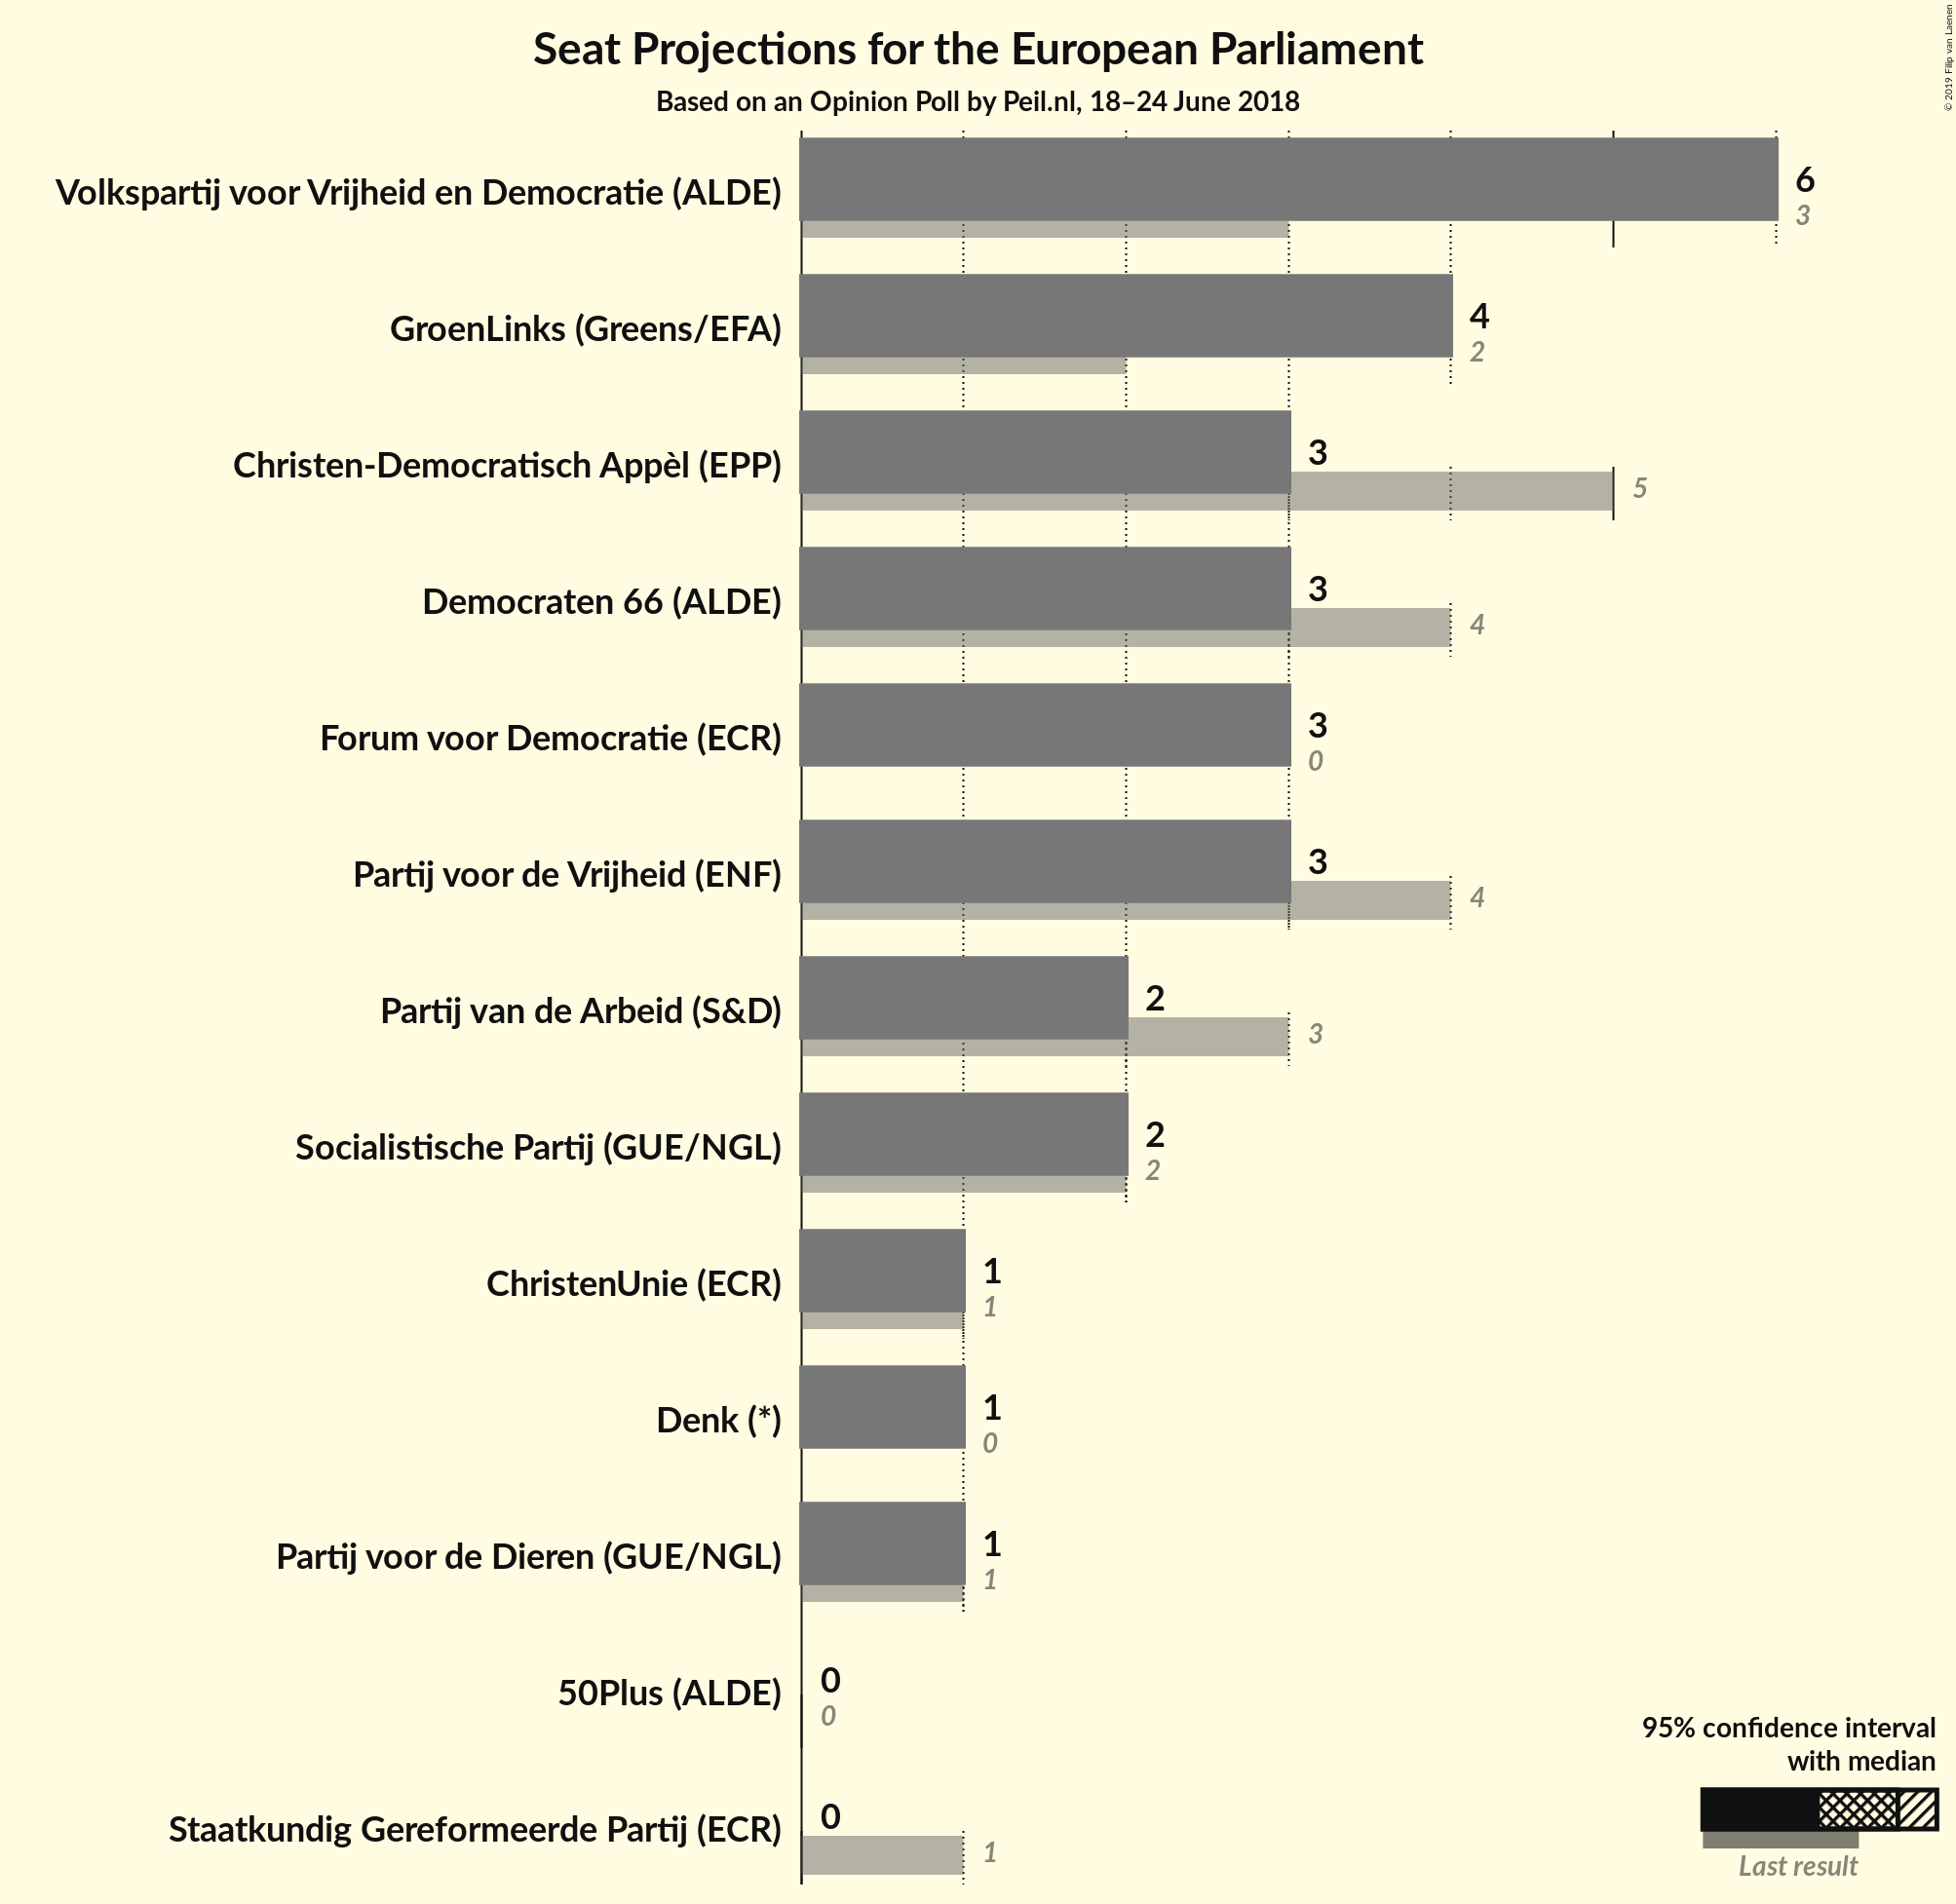 Seat Projections for the European Parliament
Based on an Opinion Poll by Peil.nl, 18–24 June 2018
© 2019 Filip van Laenen
Volkspartij voor Vrijheid en Democratie (ALDE)
6
3
GroenLinks (Greens/EFA)
4
2
Christen-Democratisch Appèl (EPP)
3
5
Democraten 66 (ALDE)
3
4
Forum voor Democratie (ECR)
3
0
Partij voor de Vrijheid (ENF)
3
4
Partij van de Arbeid (S&D)
2
3
Socialistische Partij (GUE/NGL)
2
2
ChristenUnie (ECR)
1
1
Denk (*)
1
0
Partij voor de Dieren (GUE/NGL)
1
1
50Plus (ALDE)
0
0
Staatkundig Gereformeerde Partij (ECR)
0
1
95% confidence interval
with median
Last result